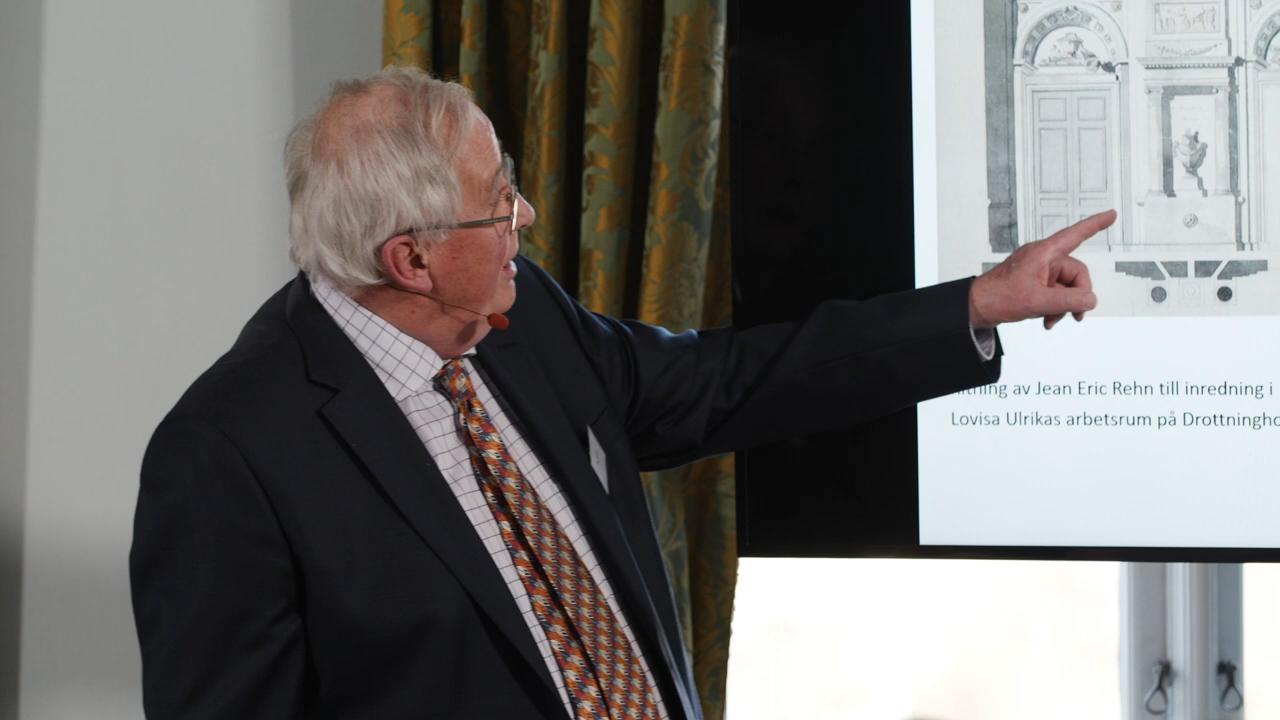 av Jean Eric Rehn till inredning i
Lovisa Ulrikas arbetsrum på